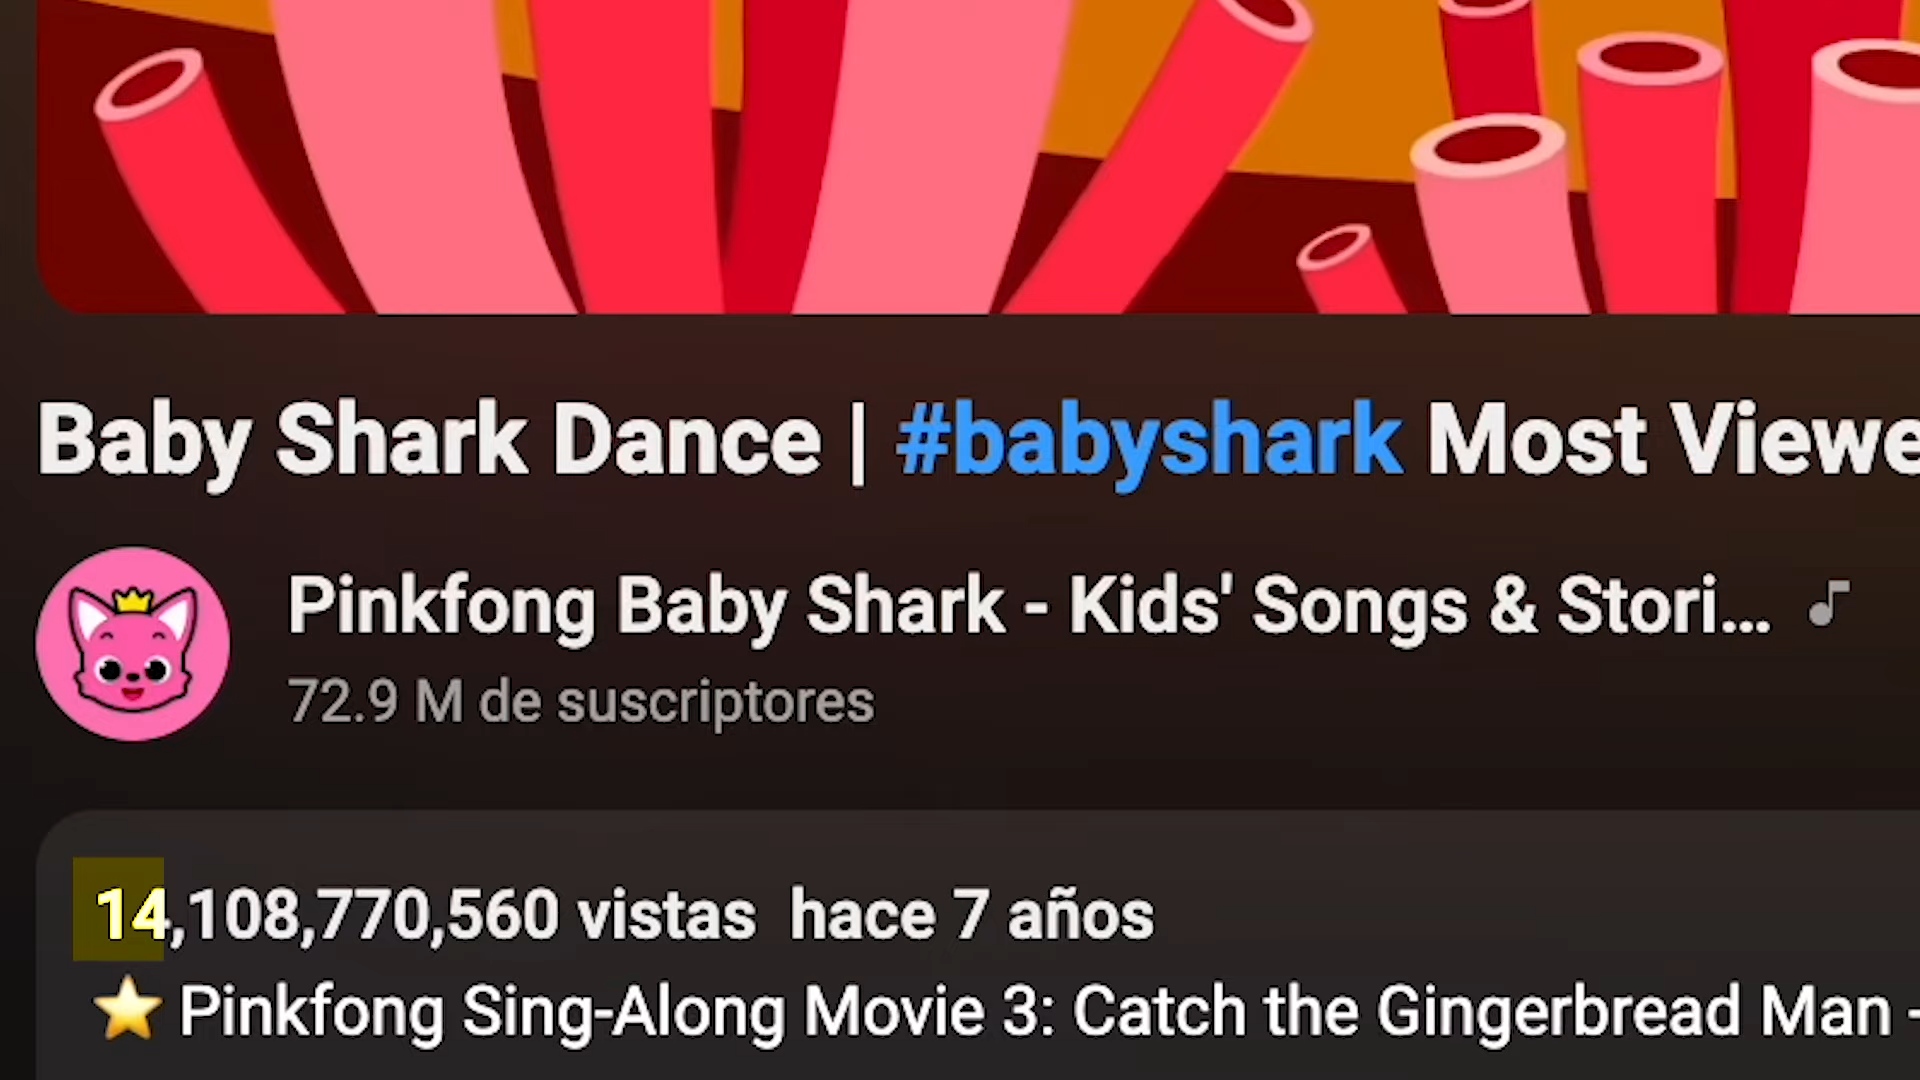 Baby Shark Dance | #babyshark Most Viewe
Pinkfong Baby Shark - Kids' Songs & Stori...
72.9 M de suscriptores
14,108,770,560 vistas hace 7 años
⭐ Pinkfong Sing-Along Movie 3: Catch the Gingerbread Man -